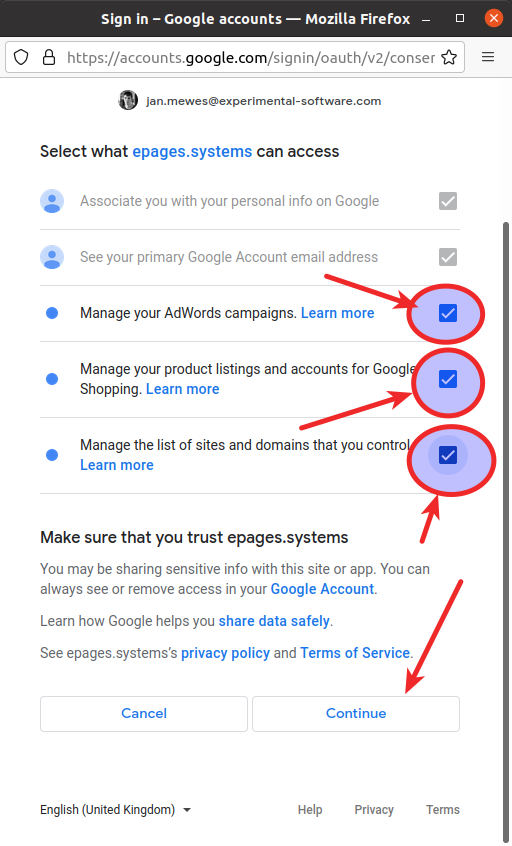 Sign in – Google accounts — Mozilla Firefox
https://accounts.google.com/signin/oauth/v2/conser
jan.mewes@experimental-software.com
Select what epages.systems can access
Associate you with your personal info on Google
See your primary Google Account email address
Manage your AdWords campaigns. Learn more
Manage your product listings and accounts for Google
Shopping. Learn more
Manage the list of sites and domains that you control.
Learn more
Make sure that you trust epages.systems
You may be sharing sensitive info with this site or app. You can
always see or remove access in your Google Account.
Learn how Google helps you share data safely.
See epages.systems's privacy policy and Terms of Service.
Cancel
Continue
English (United Kingdom)
Help
Privacy
Terms